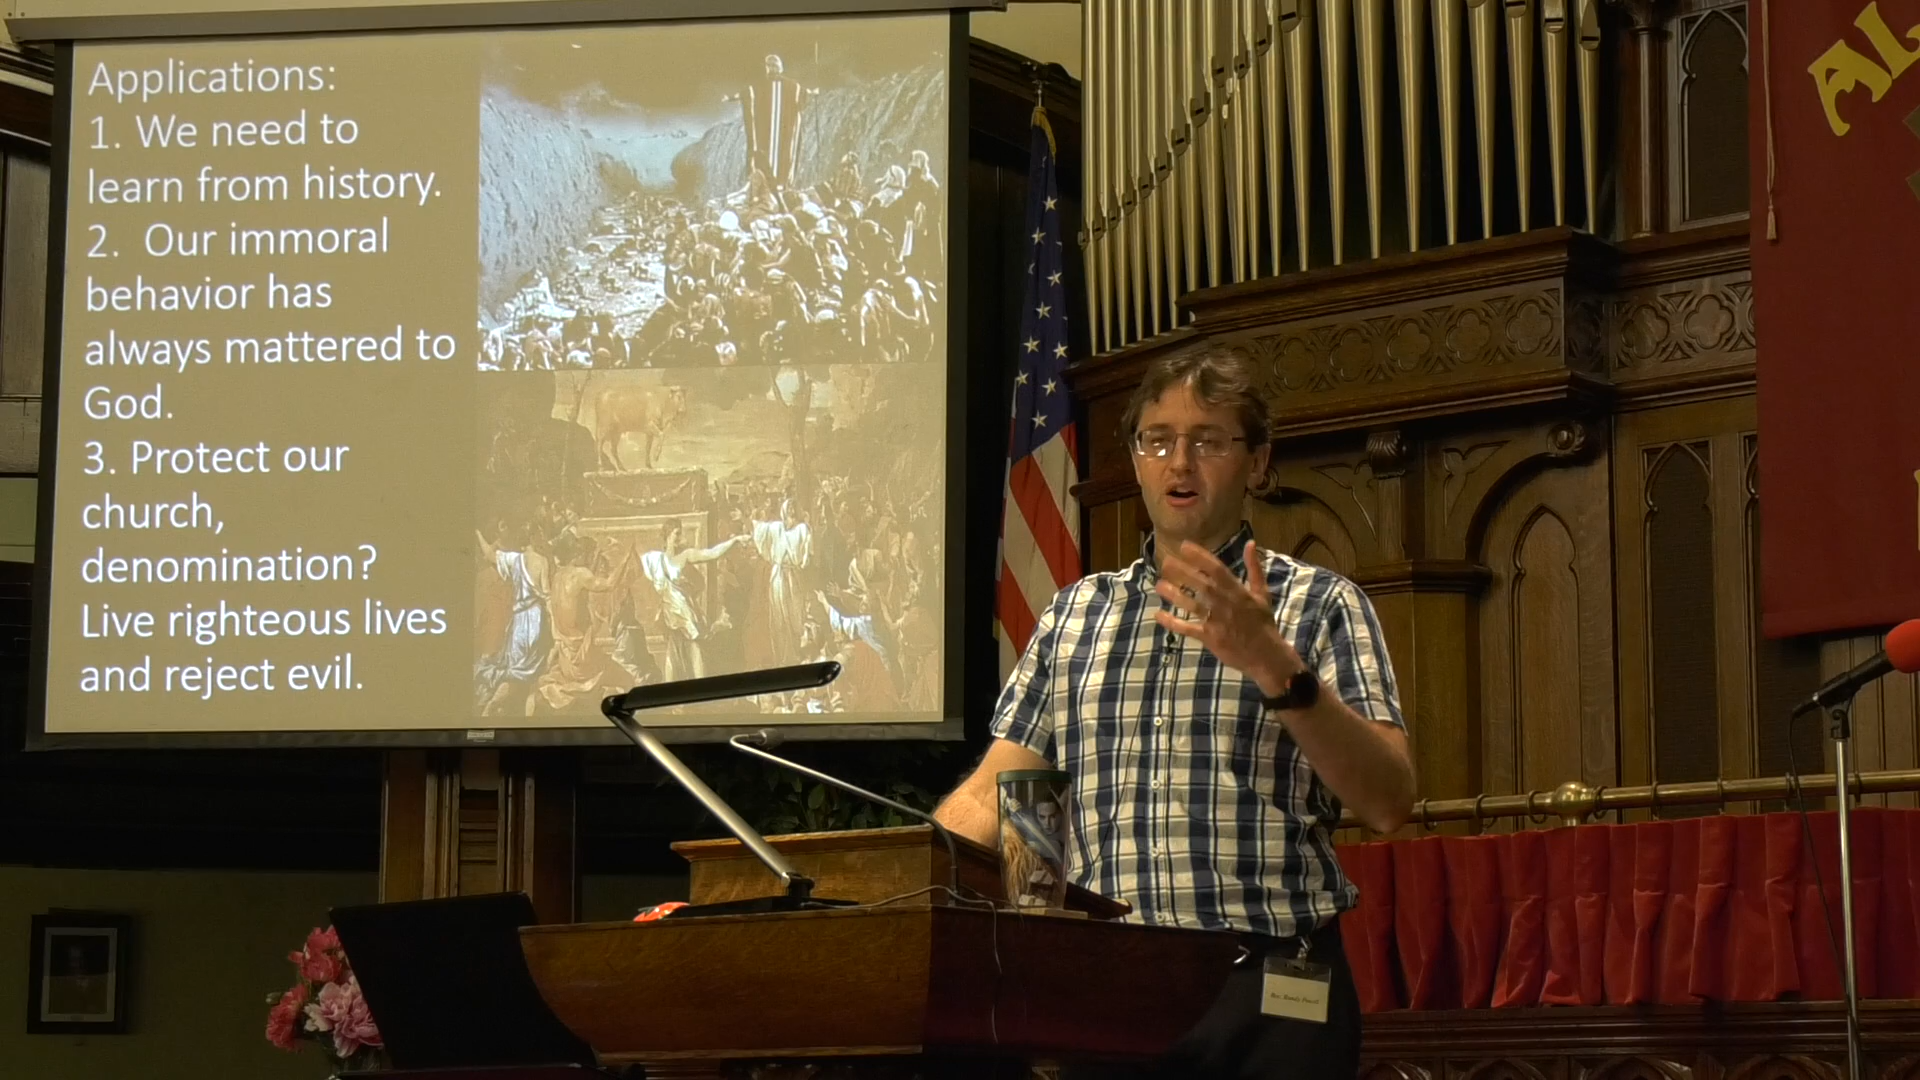 Applications:
1. We need to
learn from history.
2. Our immoral
behavior has
always mattered to
God.
3. Protect our
church,
denomination?
Live righteous lives
and reject evil.
AL